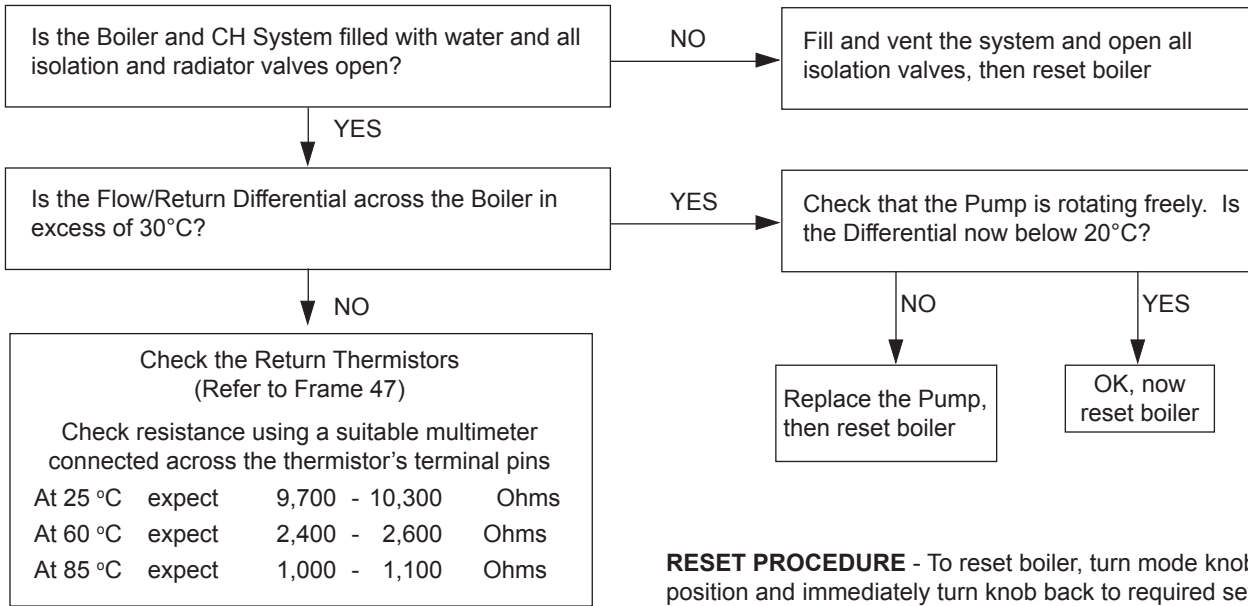 Is the Boiler and CH System filled with water and all
isolation and radiator valves open?
NO
Fill and vent the system and open all
isolation valves, then reset boiler
YES
Is the Flow/Return Differential across the Boiler in
excess of 30°C?
YES
Check that the Pump is rotating freely. Is
the Differential now below 20°C?
NO
NO
YES
Check the Return Thermistors
(Refer to Frame 47)
Check resistance using a suitable multimeter
connected across the thermistor's terminal pins
At 25 °C expect 9,700 - 10,300 Ohms
At 60 °C expect 2,400 - 2,600 Ohms
At 85 °C expect 1,000 - 1,100 Ohms
Replace the Pump,
then reset boiler
OK, now
reset boiler
RESET PROCEDURE - To reset boiler, turn mode knob
position and immediately turn knob back to required se